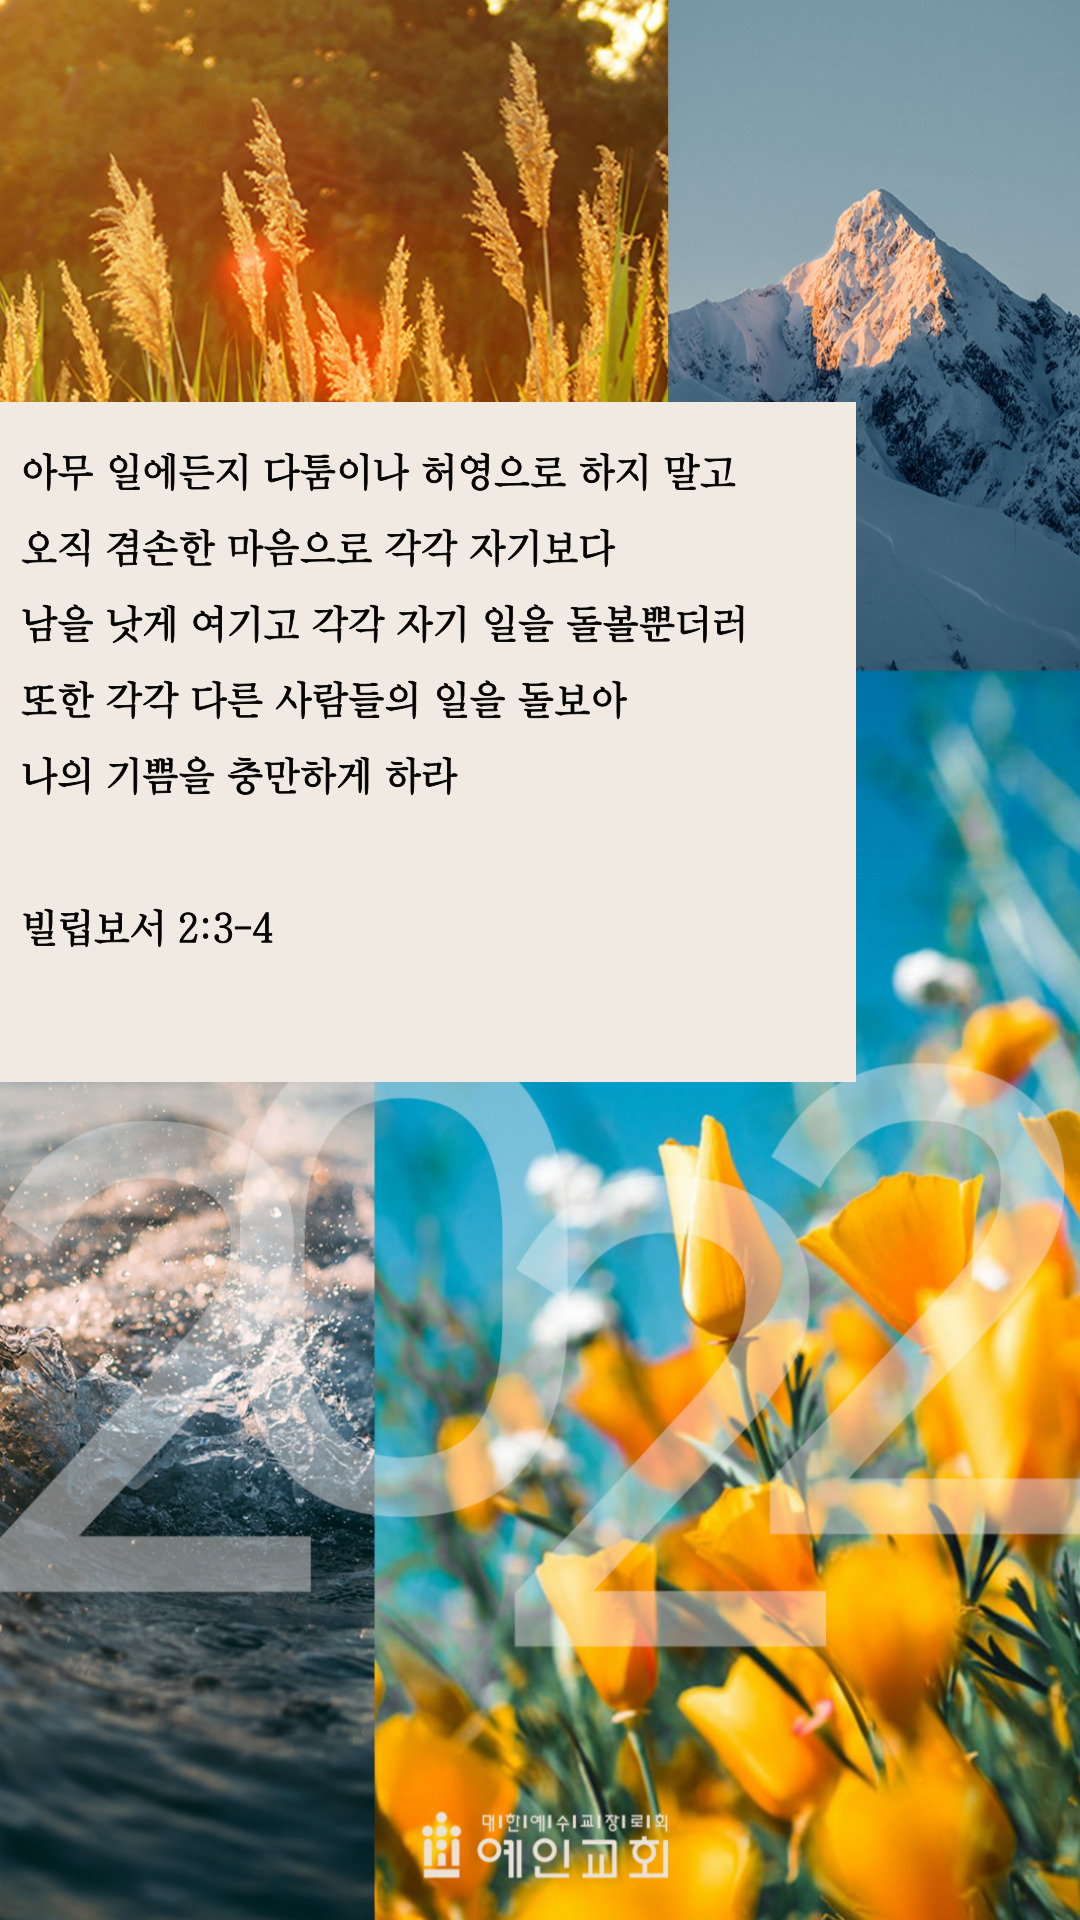 아무 일에든지 다툼이나 허영으로 하지 말고
오직 겸손한 마음으로 각각 자기보다
남을 낫게 여기고 각각 자기 일을 돌볼뿐더러
또한 각각 다른 사람들의 일을 돌보아
나의 기쁨을 충만하게 하라
빌립보서 2:3-4
2022
대|한|예|수|교|장|로|회
예인교회